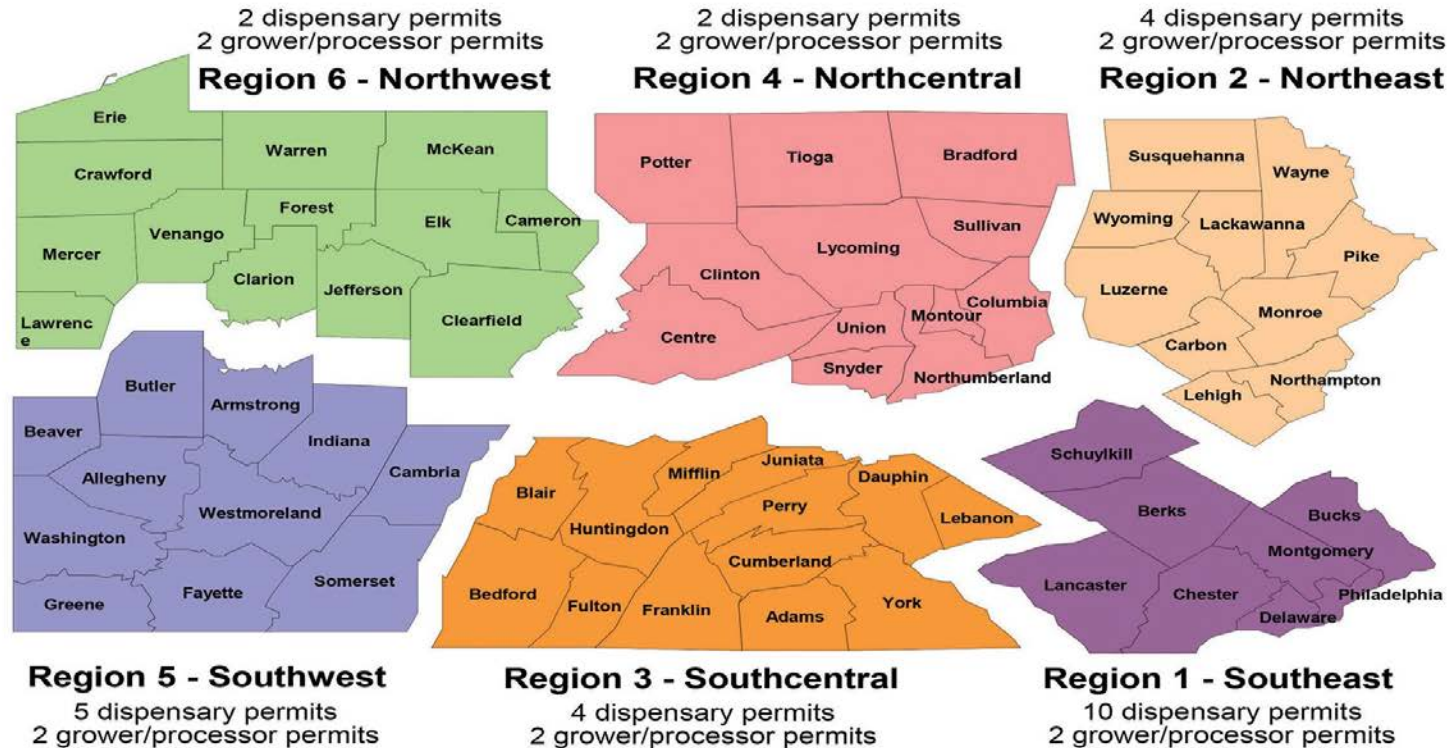 2 dispensary permits
2 grower/processor permits
Region 6 - Northwest
2 dispensary permits
2 grower/processor permits
Region 4 - Northcentral
4 dispensary permits
2 grower/processor permits
Region 2 - Northeast
Erie
Warren
McKean
Crawford
Forest
Venango
Elk
Cameron
Mercer
Clarion
Jefferson
Lawrenc
e
Clearfield
Potter
Tioga
Bradford
Sullivan
Lycoming
Clinton
Columbia
Montour
Union
Centre
Snyder
Northumberland
Susquehanna
Wayne
Wyoming
Lackawanna
Pike
Luzerne
Monroe
Carbon
Northampton
Lehigh
Butler
Armstrong
Beaver
Indiana
Allegheny
Cambria
Westmoreland
Washington
Somerset
Fayette
Greene
Juniata
Mifflin
Dauphin
Blair
Perry
Lebanon
Huntingdon
Cumberland
Bedford
Fulton
Franklin
Adams
York
Schuylkill
Berks
Bucks
Montgomery
Lancaster
Chester
Philadelphia
Delaware
Region 5 - Southwest
5 dispensary permits
2 grower/processor permits
Region 3 - Southcentral
4 dispensary permits
2 grower/processor permits
Region 1 - Southeast
10 dispensary permits
2 grower/processor permits